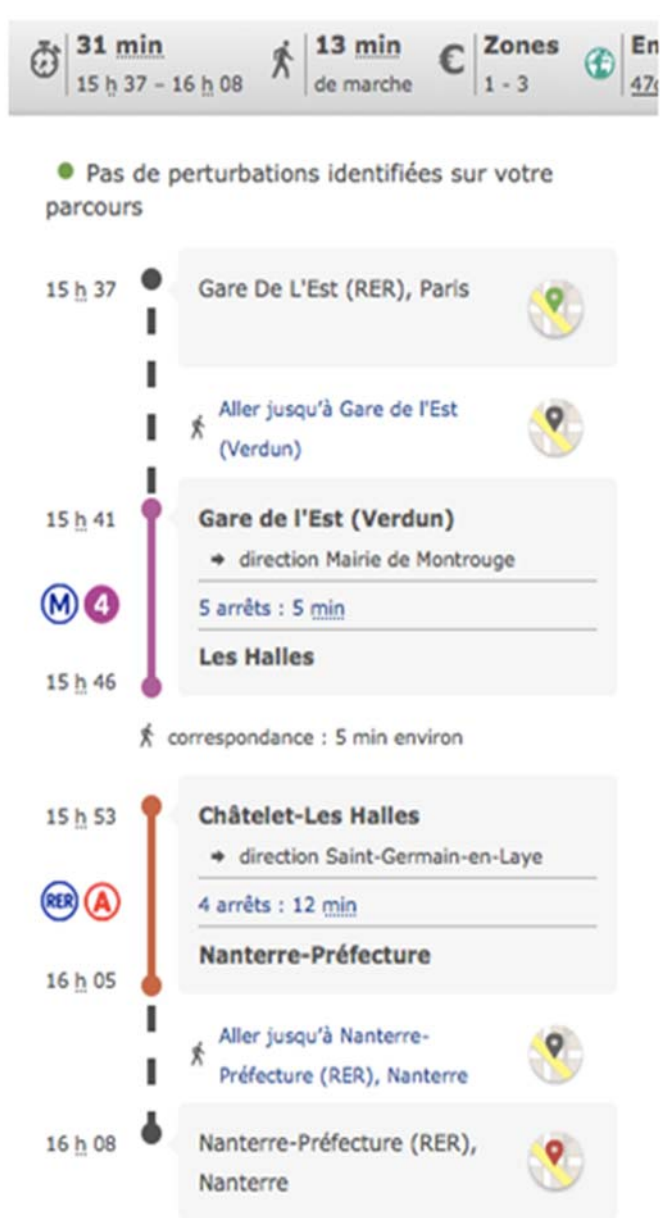 31 min
15 h 37 – 16 h 08
13 min
de marche
€
Zones
1 - 3
Pas de perturbations identifiées sur votre
parcours
15 h 37
Gare De L'Est (RER), Paris
Aller jusqu'à Gare de l'Est
(Verdun)
15 h 41
Gare de l'Est (Verdun)
direction Mairie de Montrouge
M 4
5 arrêts : 5 min
Les Halles
15 h 46
correspondance : 5 min environ
15 h 53
Châtelet-Les Halles
direction Saint-Germain-en-Laye
RER A
4 arrêts : 12 min
Nanterre-Préfecture
16 h 05
Aller jusqu'à Nanterre-
Préfecture (RER), Nanterre
16 h 08
Nanterre-Préfecture (RER),
Nanterre